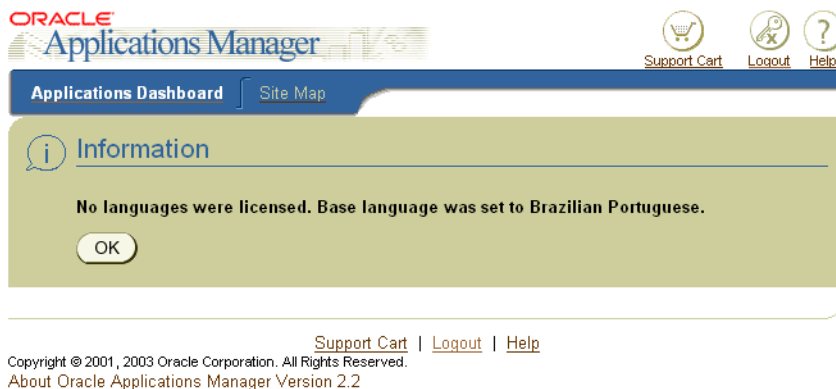 ORACLE
Applications Manager
Support Cart Logout Help
Applications Dashboard Site Map
Information
No languages were licensed. Base language was set to Brazilian Portuguese.
OK
Support Cart | Logout | Help
Copyright © 2001, 2003 Oracle Corporation. All Rights Reserved.
About Oracle Applications Manager Version 2.2